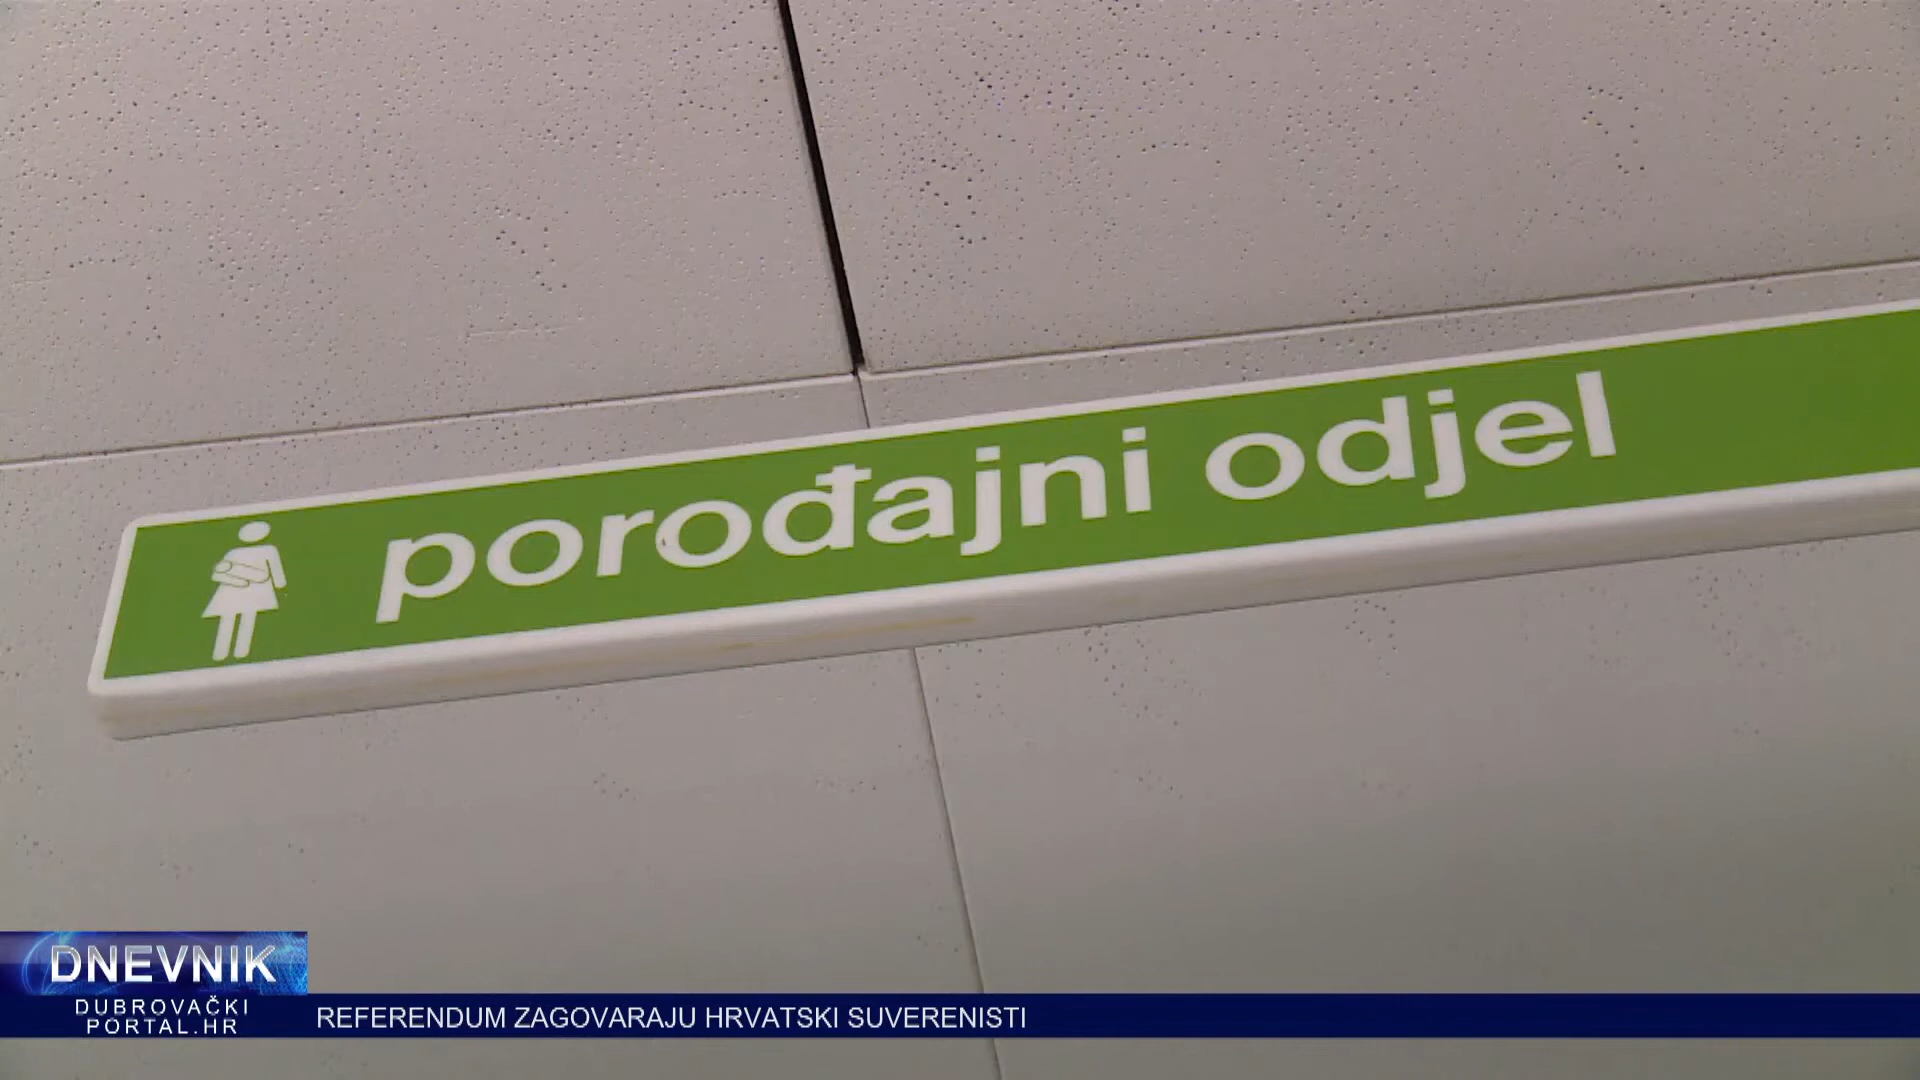 porođajni odjel
DNEVNIK
DUBROVAČKI
PORTAL.HR
REFERENDUM ZAGOVARAJU HRVATSKI SUVERENISTI